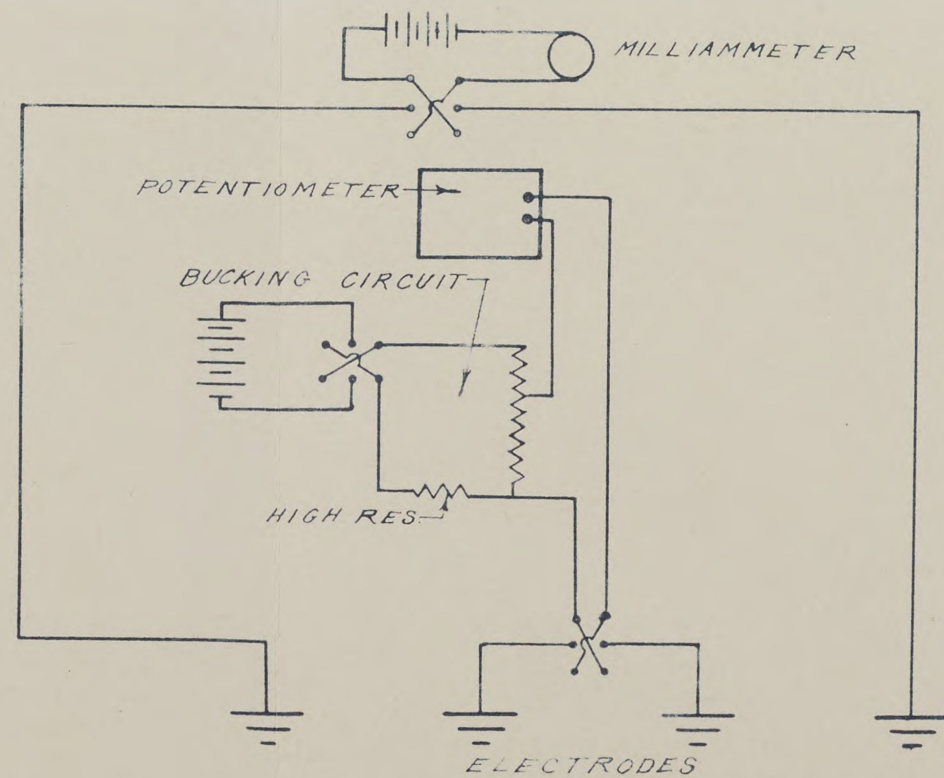 MILLIAMMETER
POTENTIOMETER
BUCKING CIRCUIT
HIGH RES.
ELECTRODES